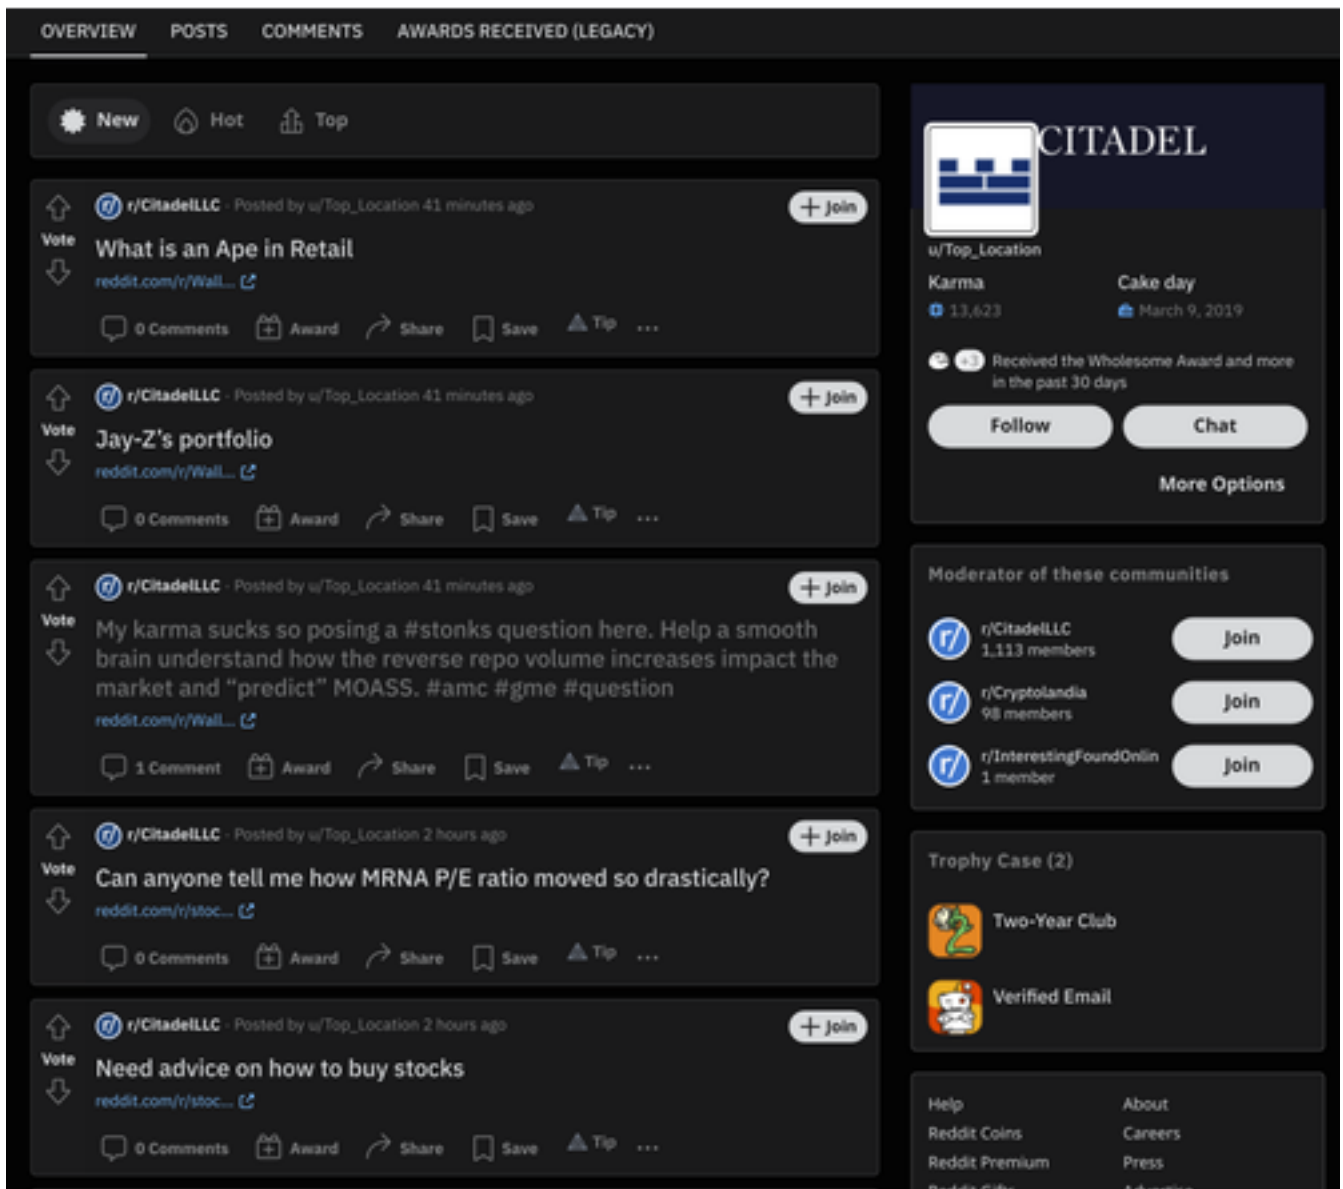 OVERVIEW POSTS COMMENTS AWARDS RECEIVED (LEGACY)
New Hot Top
r/CitadelLLC · Posted by u/Top_Location 41 minutes ago
+ Join
Vote
What is an Ape in Retail
reddit.com/r/Wall...
0 Comments Award Share Save Tip ...
r/CitadelLLC · Posted by u/Top_Location 41 minutes ago
+ Join
Vote
Jay-Z's portfolio
reddit.com/r/Wall...
0 Comments Award Share Save Tip ...
r/CitadelLLC · Posted by u/Top_Location 41 minutes ago
+ Join
Vote
My karma sucks so posing a #stonks question here. Help a smooth
brain understand how the reverse repo volume increases impact the
market and “predict” MOASS. #amc #gme #question
reddit.com/r/Wall...
1 Comment Award Share Save Tip ...
r/CitadelLLC · Posted by u/Top_Location 2 hours ago
+ Join
Vote
Can anyone tell me how MRNA P/E ratio moved so drastically?
reddit.com/r/stoc...
0 Comments Award Share Save Tip ...
r/CitadelLLC · Posted by u/Top_Location 2 hours ago
+ Join
Vote
Need advice on how to buy stocks
reddit.com/r/stoc...
0 Comments Award Share Save Tip ...
CITADEL
u/Top_Location
Karma Cake day
13,623 March 9, 2019
+3 Received the Wholesome Award and more
in the past 30 days
Follow Chat
More Options
Moderator of these communities
r/ r/CitadelLLC
1,113 members
Join
r/ r/Cryptolandia
98 members
Join
r/ r/InterestingFoundOnlin
1 member
Join
Trophy Case (2)
Two-Year Club
Verified Email
Help About
Reddit Coins Careers
Reddit Premium Press